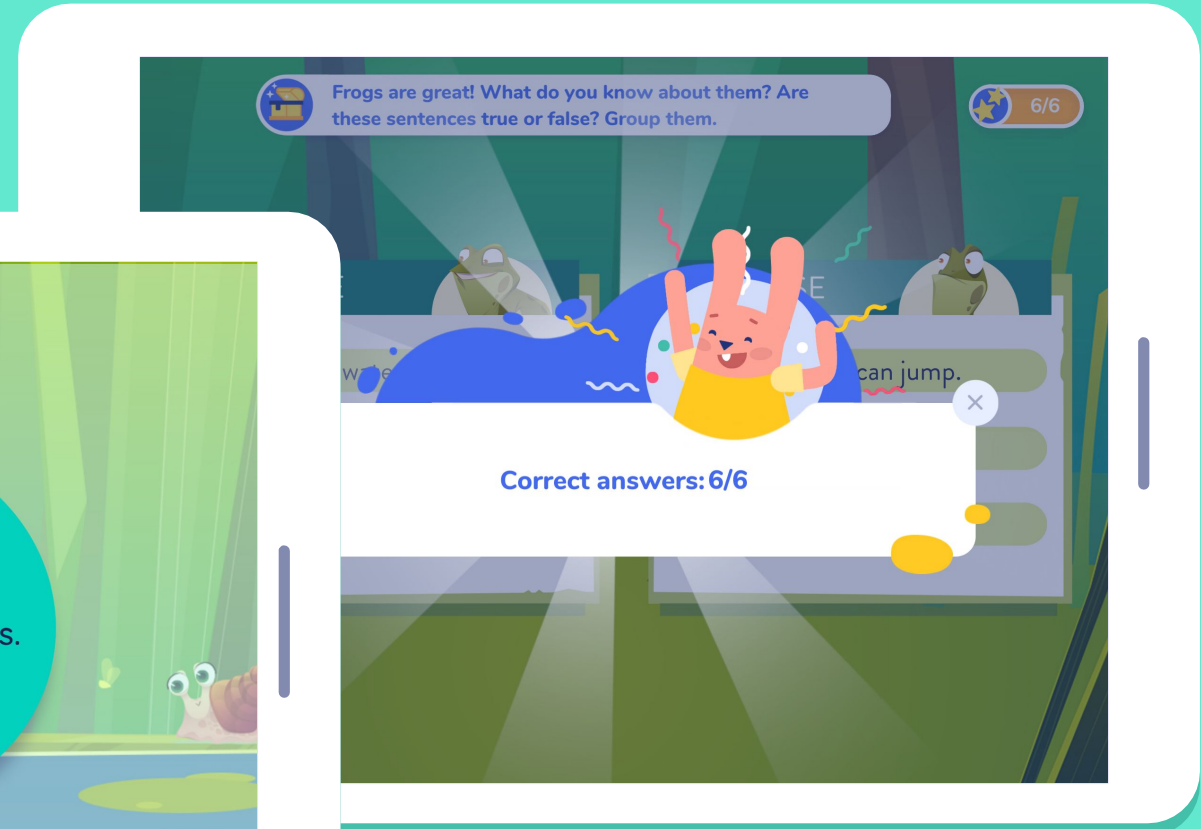 Frogs are great! What do you know about them? Are
these sentences true or false? Group them.
6/6
can jump.
Correct answers: 6/6
s.